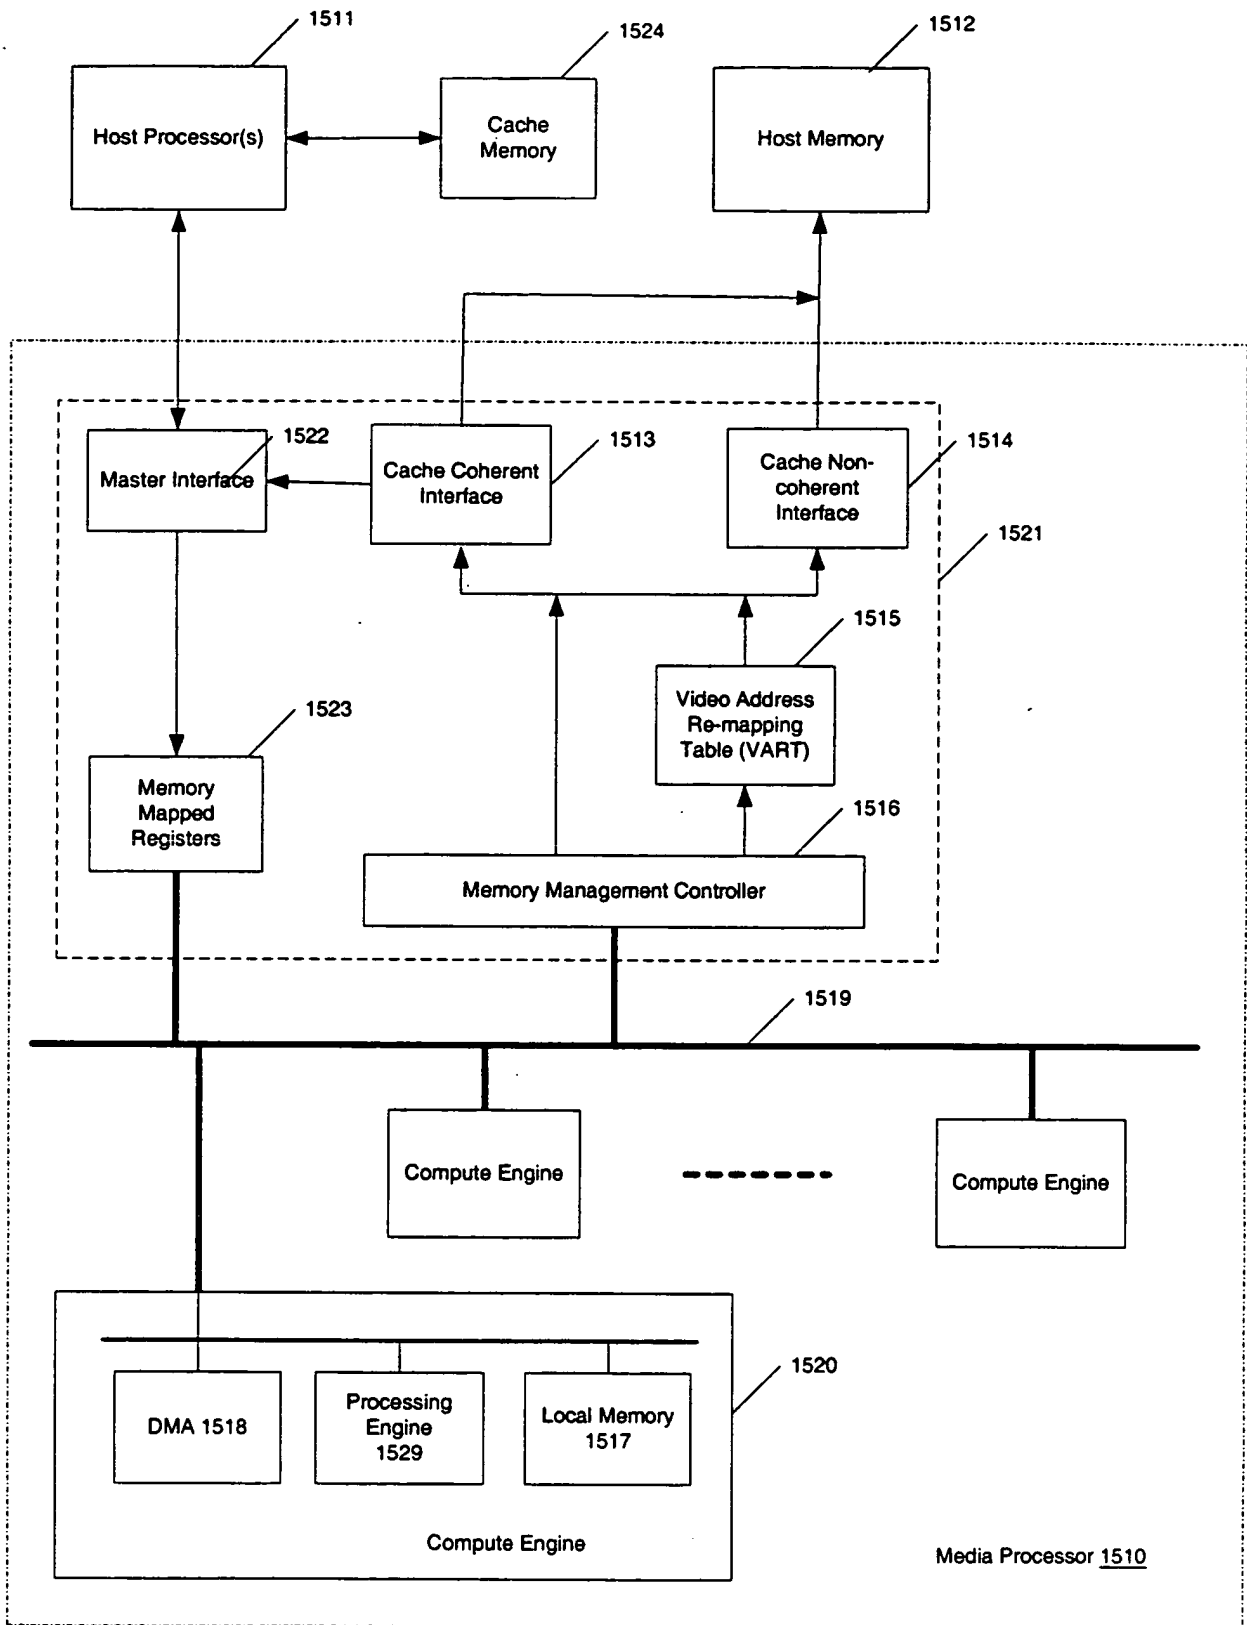 1511
1524
1512
Host Processor(s)
Cache
Memory
Host Memory
1522
1513
1514
Master Interface
Cache Coherent
Interface
Cache Non-
coherent
Interface
1521
1515
Video Address
Re-mapping
Table (VART)
1523
Memory
Mapped
Registers
1516
Memory Management Controller
1519
Compute Engine
Compute Engine
1520
DMA 1518
Processing
Engine
1529
Local Memory
1517
Compute Engine
Media Processor 1510